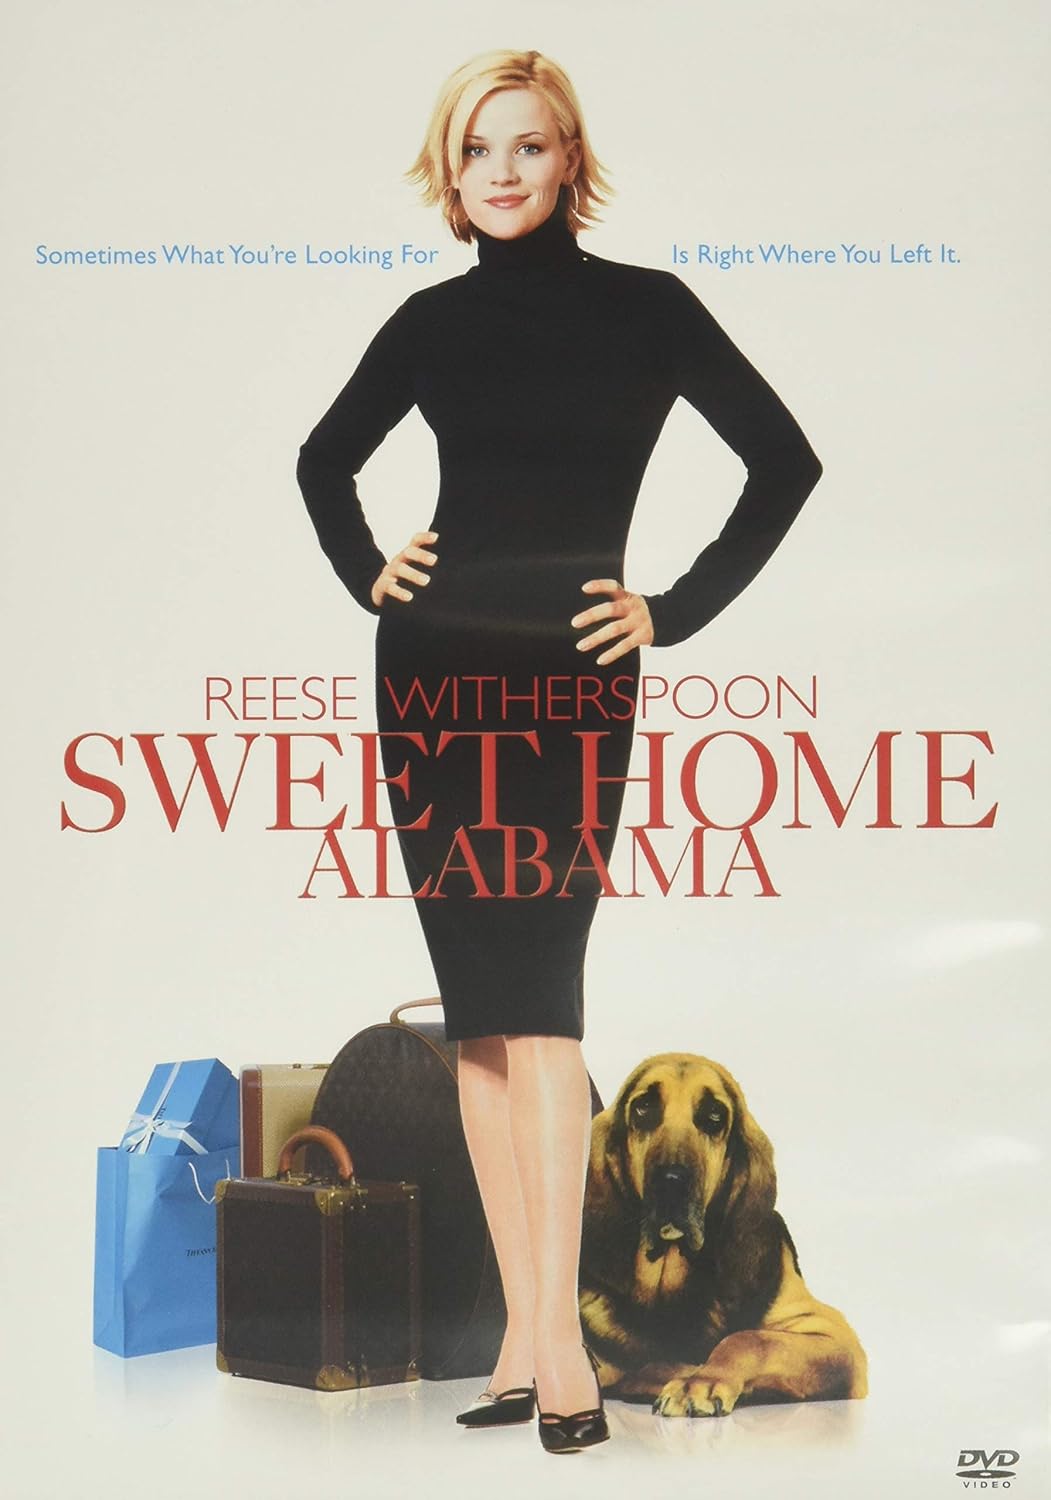 Sometimes What You're Looking For Is Right Where You Left It.
REESE WITHERSPOON
SWEET HOME
ALABAMA
TIFFANY
DVD
VIDEO